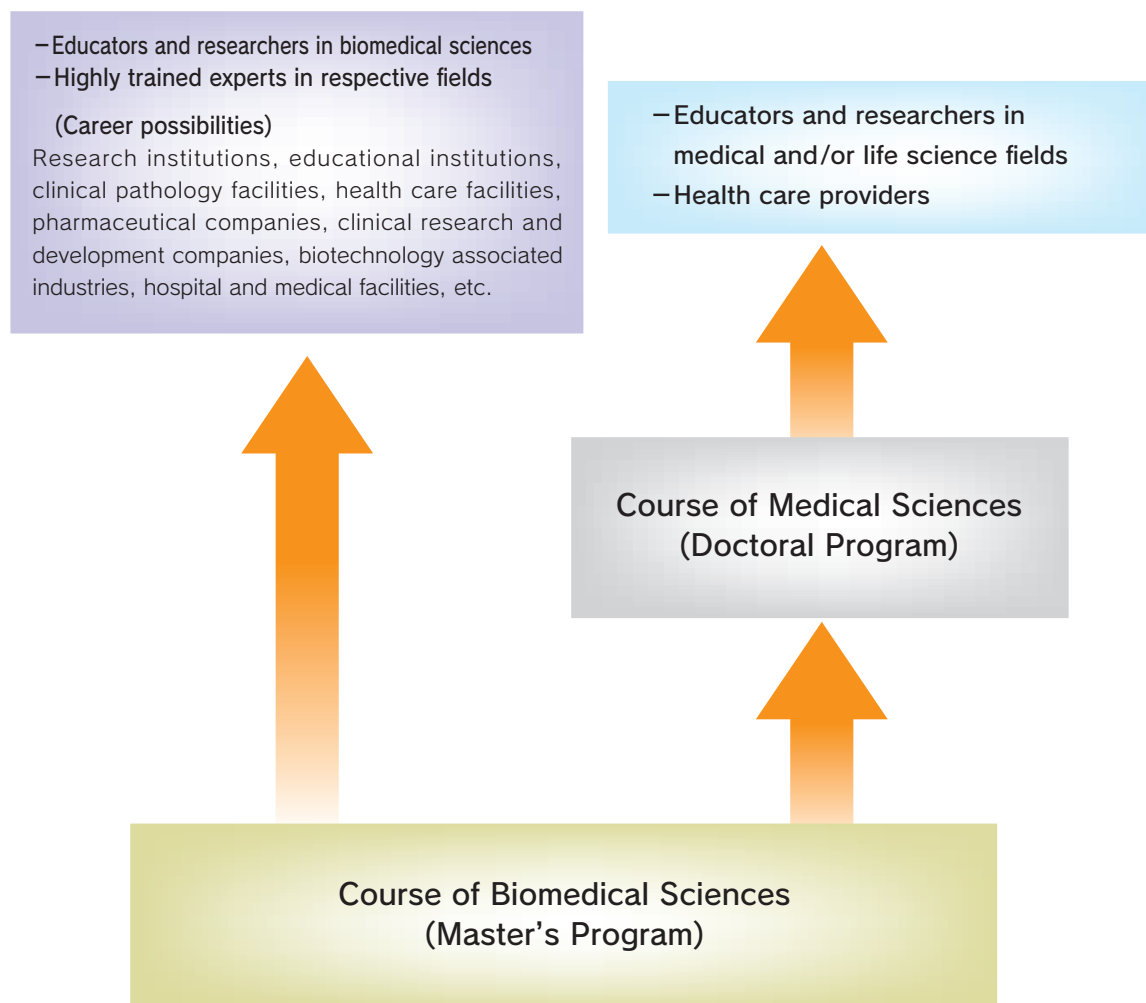 −Educators and researchers in biomedical sciences
−Highly trained experts in respective fields
(Career possibilities)
Research institutions, educational institutions,
clinical pathology facilities, health care facilities,
pharmaceutical companies, clinical research and
development companies, biotechnology associated
industries, hospital and medical facilities, etc.
−Educators and researchers in
medical and/or life science fields
−Health care providers
Course of Medical Sciences
(Doctoral Program)
Course of Biomedical Sciences
(Master’s Program)